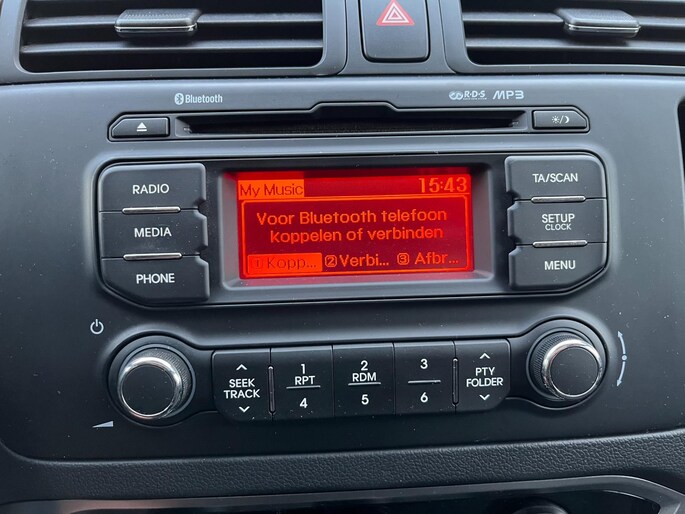 Bluetooth
R·D·S MP3
RADIO
MEDIA
PHONE
My Music 15:43
Voor Bluetooth telefoon
koppelen of verbinden
1 Kopp... 2 Verbi... 3 Afbr...
TA/SCAN
SETUP
CLOCK
MENU
SEEK
TRACK
1
RPT
4
2
RDM
5
3
6
PTY
FOLDER